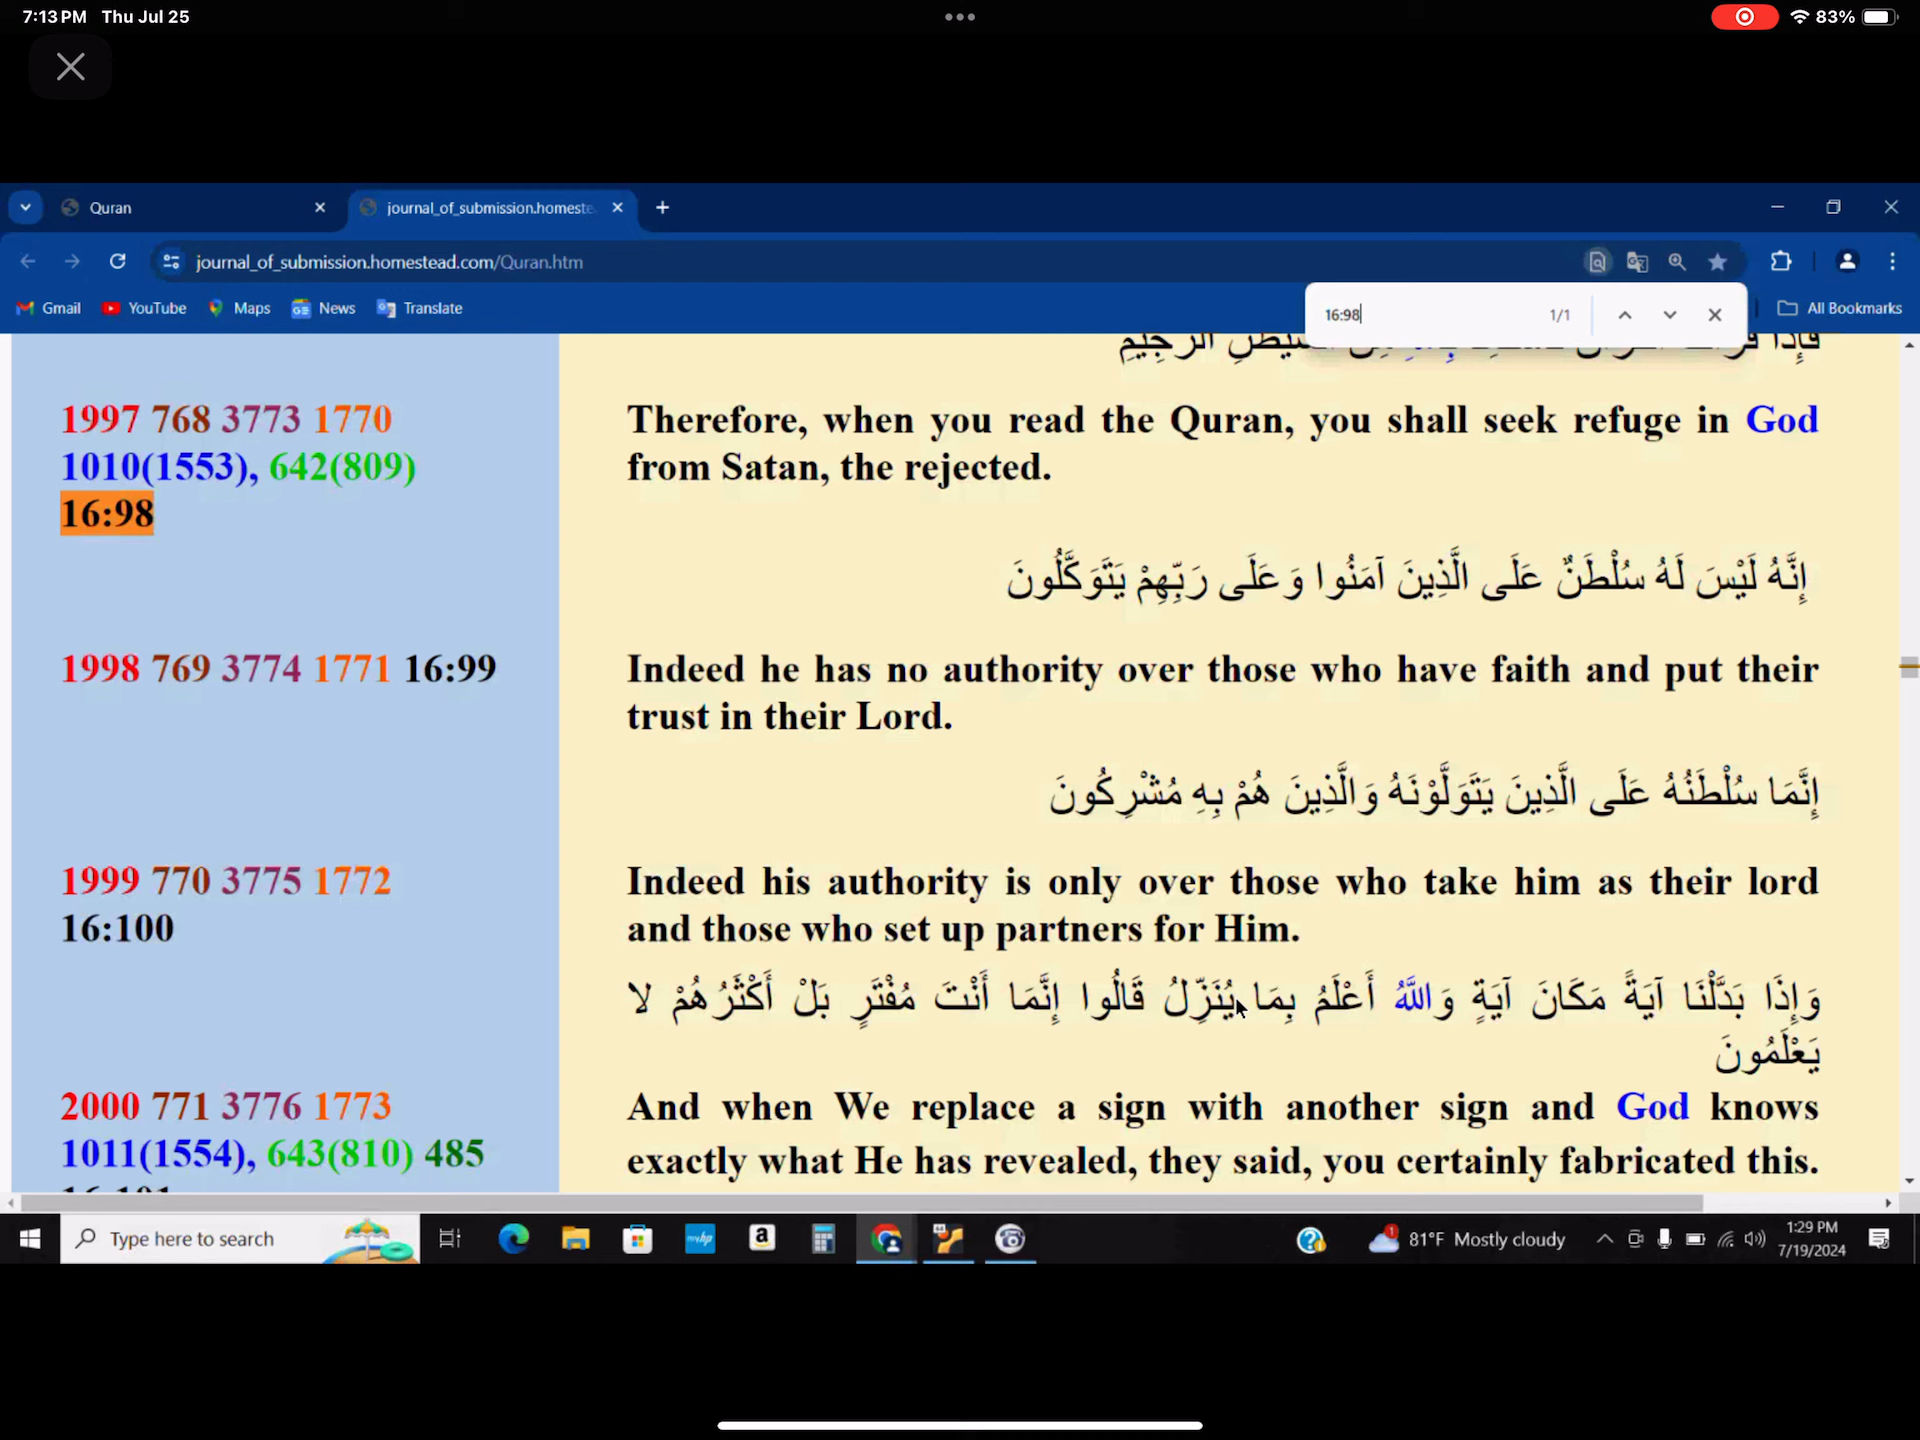 7:13 PM Thu Jul 25
83%
Quran
journal_of_submission.homeste
journal_of_submission.homestead.com/Quran.htm
Gmail YouTube Maps News Translate
All Bookmarks
16:98 1/1
1997 768 3773 1770
1010(1553), 642(809)
16:98
Therefore, when you read the Quran, you shall seek refuge in God
from Satan, the rejected.
إِنَّهُ لَيْسَ لَهُ سُلْطَنٌ عَلَى الَّذِينَ آمَنُوا وَعَلَى رَبِّهِمْ يَتَوَكَّلُونَ
1998 769 3774 1771 16:99
Indeed he has no authority over those who have faith and put their
trust in their Lord.
إِنَّمَا سُلْطَنُهُ عَلَى الَّذِينَ يَتَوَلَّوْنَهُ وَالَّذِينَ هُمْ بِهِ مُشْرِكُونَ
1999 770 3775 1772
16:100
Indeed his authority is only over those who take him as their lord
and those who set up partners for Him.
وَإِذَا بَدَّلْنَا آيَةً مَكَانَ آيَةٍ وَاللَّهُ أَعْلَمُ بِمَا يُنَزِّلُ قَالُوا إِنَّمَا أَنْتَ مُفْتَرٍ بَلْ أَكْثَرُهُمْ لا
يَعْلَمُونَ
2000 771 3776 1773
1011(1554), 643(810) 485
And when We replace a sign with another sign and God knows
exactly what He has revealed, they said, you certainly fabricated this.
Type here to search
81°F Mostly cloudy
1:29 PM
7/19/2024